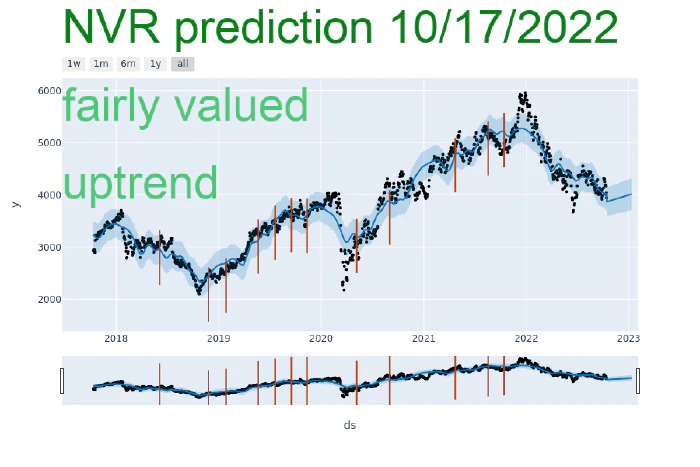 NVR prediction 10/17/2022
1w 1m 6m 1y all
fairly valued
uptrend
6000
5000
4000
3000
2000
y
2018 2019 2020 2021 2022 2023
ds